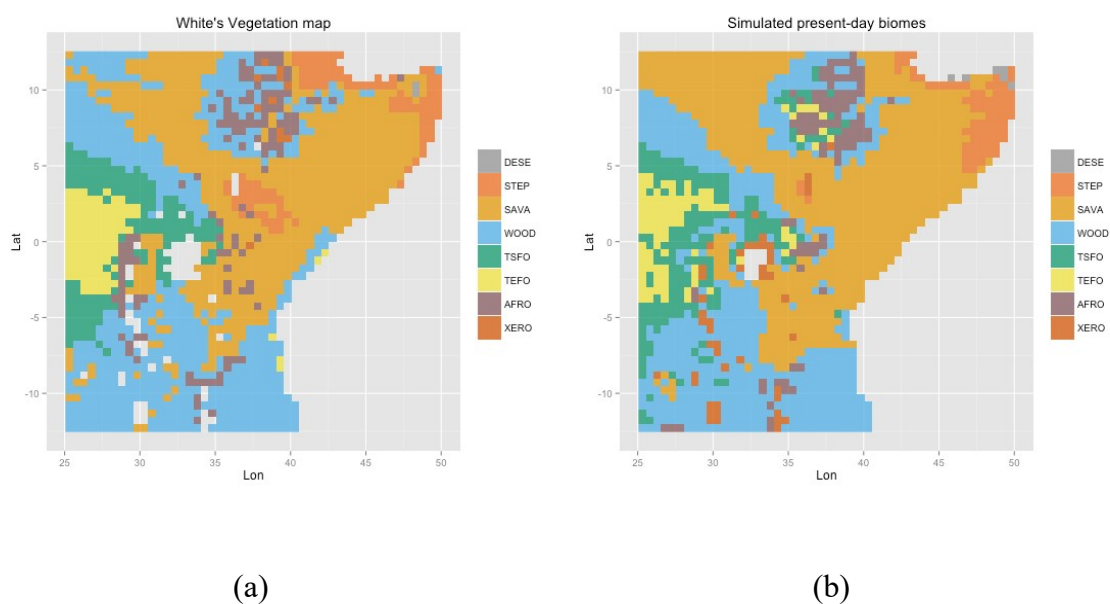 White's Vegetation map
10
5
0
-5
-10
Lat
25 30 35 40 45 50
Lon
DESE
STEP
SAVA
WOOD
TSFO
TEFO
AFRO
XERO
Simulated present-day biomes
10
5
0
-5
-10
Lat
25 30 35 40 45 50
Lon
DESE
STEP
SAVA
WOOD
TSFO
TEFO
AFRO
XERO
(a)
(b)